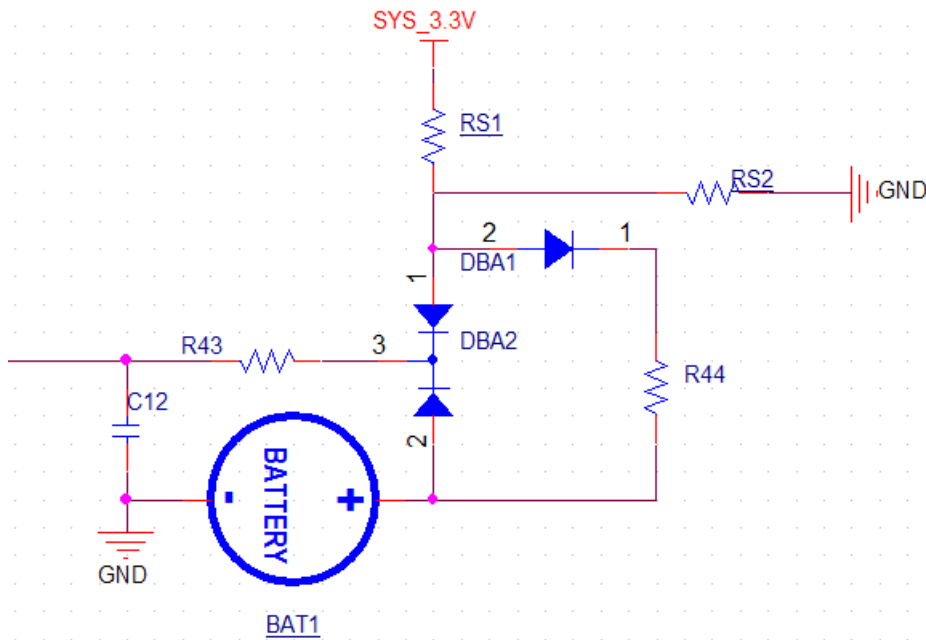 SYS_3.3V
RS1
RS2
GND
2
1
DBA1
1
R43
3
DBA2
R44
C12
2
-
BATTERY
+
GND
BAT1